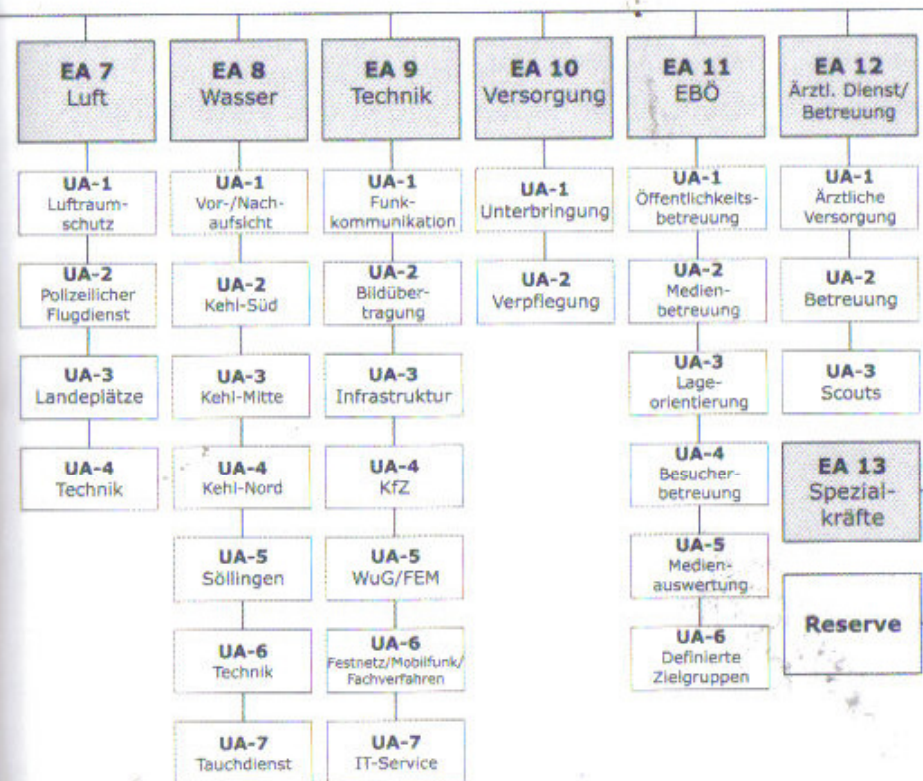 EA 7
Luft
UA-1
Luftraum-
schutz
UA-2
Polizeilicher
Flugdienst
UA-3
Landeplätze
UA-4
Technik
EA 8
Wasser
UA-1
Vor-/Nach-
aufsicht
UA-2
Kehl-Süd
UA-3
Kehl-Mitte
UA-4
Kehl-Nord
UA-5
Söllingen
UA-6
Technik
UA-7
Tauchdienst
EA 9
Technik
UA-1
Funk-
kommunikation
UA-2
Bildüber-
tragung
UA-3
Infrastruktur
UA-4
KfZ
UA-5
WuG/FEM
UA-6
Festnetz/Mobilfunk/
Fachverfahren
UA-7
IT-Service
EA 10
Versorgung
UA-1
Unterbringung
UA-2
Verpflegung
EA 11
EBÖ
UA-1
Öffentlichkeits-
betreuung
UA-2
Medien-
betreuung
UA-3
Lage-
orientierung
UA-4
Besucher-
betreuung
UA-5
Medien-
auswertung
UA-6
Definierte
Zielgruppen
EA 12
Ärztl. Dienst/
Betreuung
UA-1
Ärztliche
Versorgung
UA-2
Betreuung
UA-3
Scouts
EA 13
Spezial-
kräfte
Reserve